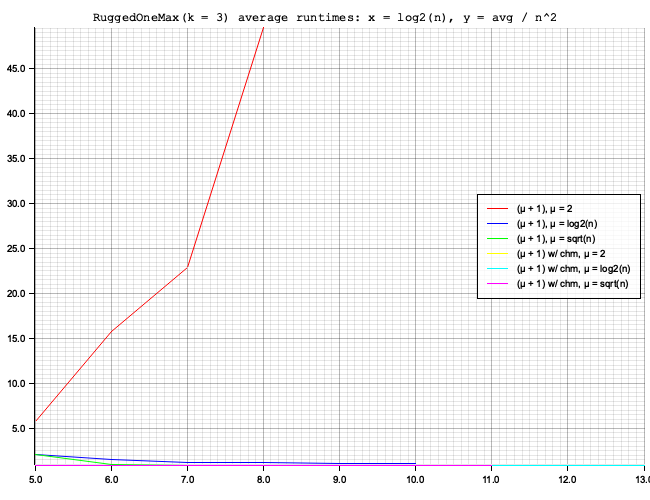 RuggedOneMax(k = 3) average runtimes: x = log2(n), y = avg / n^2
45.0
40.0
35.0
30.0
25.0
20.0
15.0
10.0
5.0
(μ + 1), μ = 2
(μ + 1), μ = log2(n)
(μ + 1), μ = sqrt(n)
(μ + 1) w/ chm, μ = 2
(μ + 1) w/ chm, μ = log2(n)
(μ + 1) w/ chm, μ = sqrt(n)
5.0 6.0 7.0 8.0 9.0 10.0 11.0 12.0 13.0